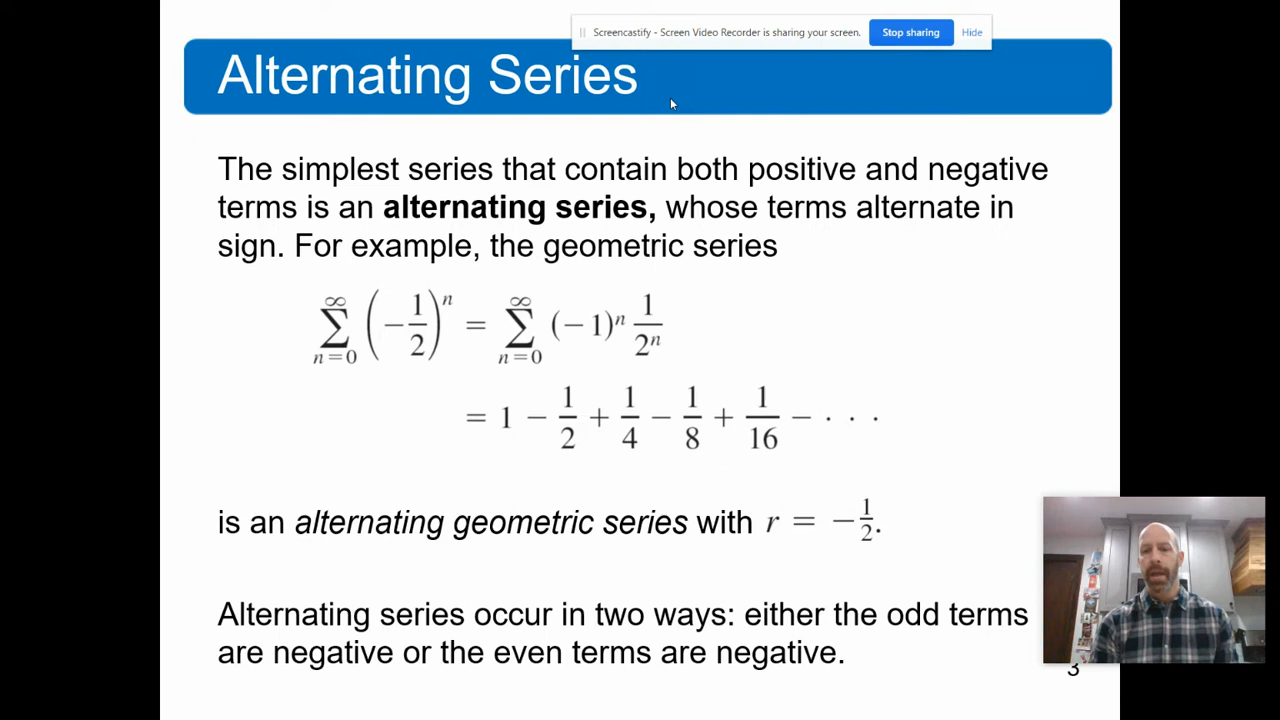 Screencastify - Screen Video Recorder is sharing your screen. Stop sharing Hide
Alternating Series
The simplest series that contain both positive and negative
terms is an alternating series, whose terms alternate in
sign. For example, the geometric series
∑_{n=0}^{∞} (−1/2)^n = ∑_{n=0}^{∞} (−1)^n 1/2^n
= 1 − 1/2 + 1/4 − 1/8 + 1/16 − · · ·
is an alternating geometric series with r = −1/2.
Alternating series occur in two ways: either the odd terms
are negative or the even terms are negative.
3